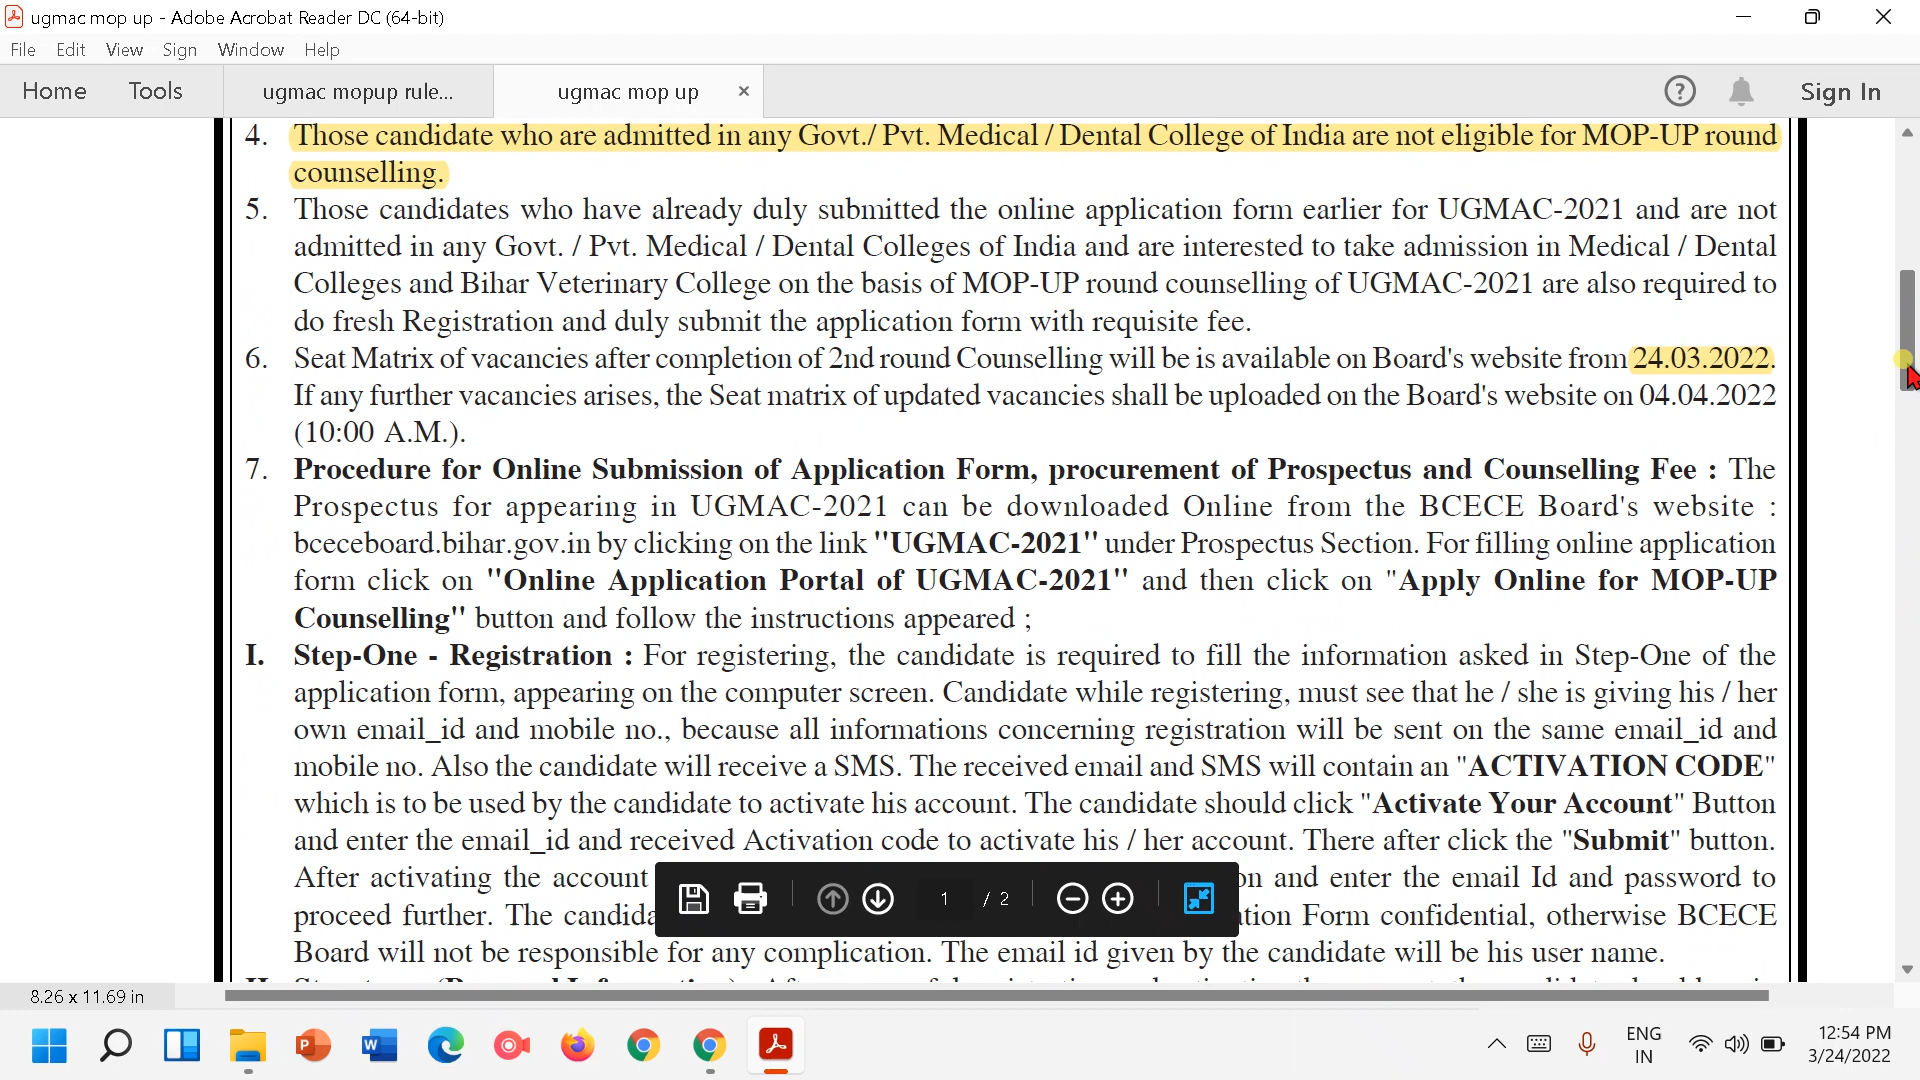 ugmac mop up - Adobe Acrobat Reader DC (64-bit)
File Edit View Sign Window Help
Home Tools ugmac mopup rule... ugmac mop up × ? Sign In
4. Those candidate who are admitted in any Govt./ Pvt. Medical / Dental College of India are not eligible for MOP-UP round
counselling.
5. Those candidates who have already duly submitted the online application form earlier for UGMAC-2021 and are not
admitted in any Govt. / Pvt. Medical / Dental Colleges of India and are interested to take admission in Medical / Dental
Colleges and Bihar Veterinary College on the basis of MOP-UP round counselling of UGMAC-2021 are also required to
do fresh Registration and duly submit the application form with requisite fee.
6. Seat Matrix of vacancies after completion of 2nd round Counselling will be is available on Board's website from 24.03.2022.
If any further vacancies arises, the Seat matrix of updated vacancies shall be uploaded on the Board's website on 04.04.2022
(10:00 A.M.).
7. Procedure for Online Submission of Application Form, procurement of Prospectus and Counselling Fee : The
Prospectus for appearing in UGMAC-2021 can be downloaded Online from the BCECE Board's website :
bceceboard.bihar.gov.in by clicking on the link "UGMAC-2021" under Prospectus Section. For filling online application
form click on "Online Application Portal of UGMAC-2021" and then click on "Apply Online for MOP-UP
Counselling" button and follow the instructions appeared ;
I. Step-One - Registration : For registering, the candidate is required to fill the information asked in Step-One of the
application form, appearing on the computer screen. Candidate while registering, must see that he / she is giving his / her
own email_id and mobile no., because all informations concerning registration will be sent on the same email_id and
mobile no. Also the candidate will receive a SMS. The received email and SMS will contain an "ACTIVATION CODE"
which is to be used by the candidate to activate his account. The candidate should click "Activate Your Account" Button
and enter the email_id and received Activation code to activate his / her account. There after click the "Submit" button.
After activating the account on and enter the email Id and password to
proceed further. The candida tion Form confidential, otherwise BCECE
1 / 2
Board will not be responsible for any complication. The email id given by the candidate will be his user name.
8.26 x 11.69 in
ENG
IN
12:54 PM
3/24/2022